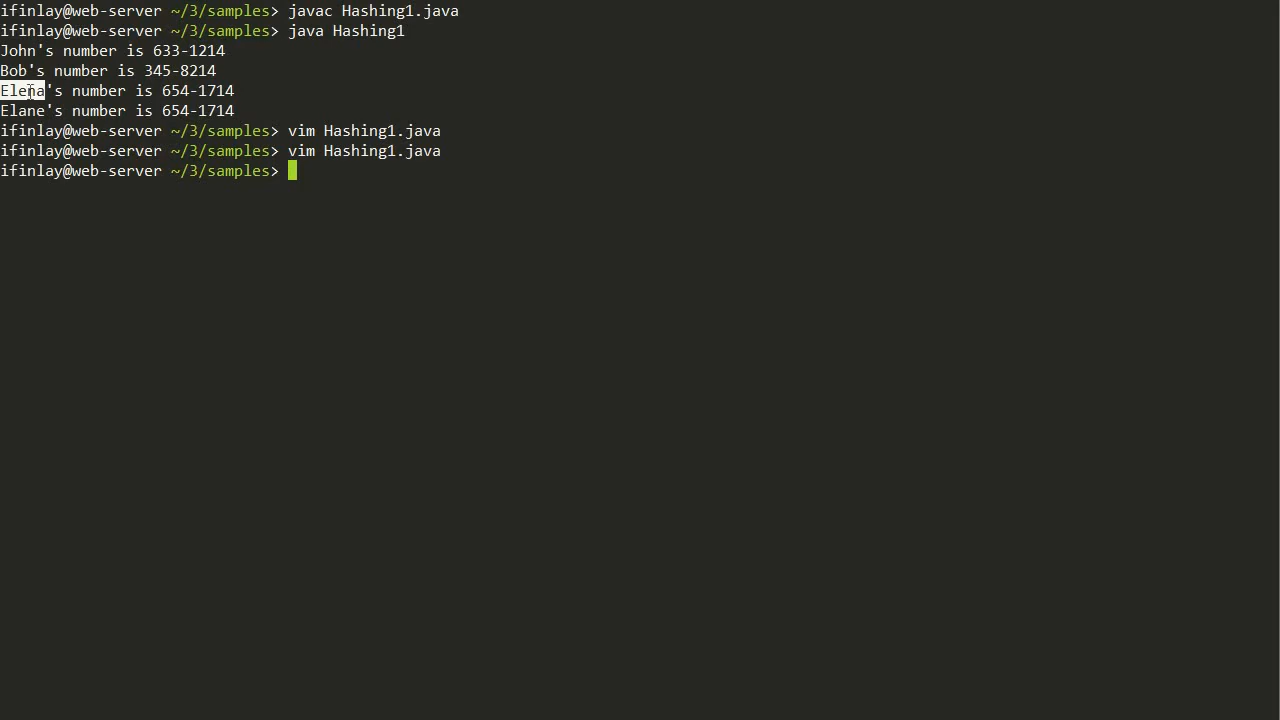 ifinlay@web-server ~/3/samples> javac Hashing1.java
ifinlay@web-server ~/3/samples> java Hashing1
John's number is 633-1214
Bob's number is 345-8214
Elena's number is 654-1714
Elane's number is 654-1714
ifinlay@web-server ~/3/samples> vim Hashing1.java
ifinlay@web-server ~/3/samples> vim Hashing1.java
ifinlay@web-server ~/3/samples>